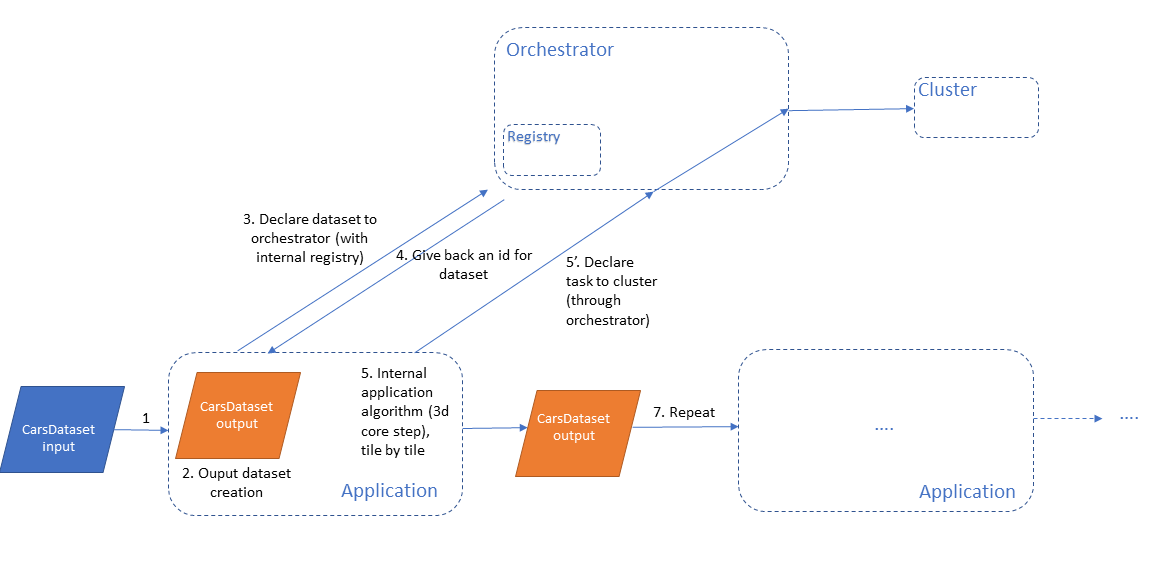 Orchestrator
Cluster
Registry
3. Declare dataset to
orchestrator (with
internal registry)
4. Give back an id for
dataset
5’. Declare
task to cluster
(through
orchestrator)
CarsDataset
input
1
CarsDataset
output
2. Ouput dataset
creation
5. Internal
application
algorithm (3d
core step),
tile by tile
Application
CarsDataset
output
7. Repeat
....
Application
....